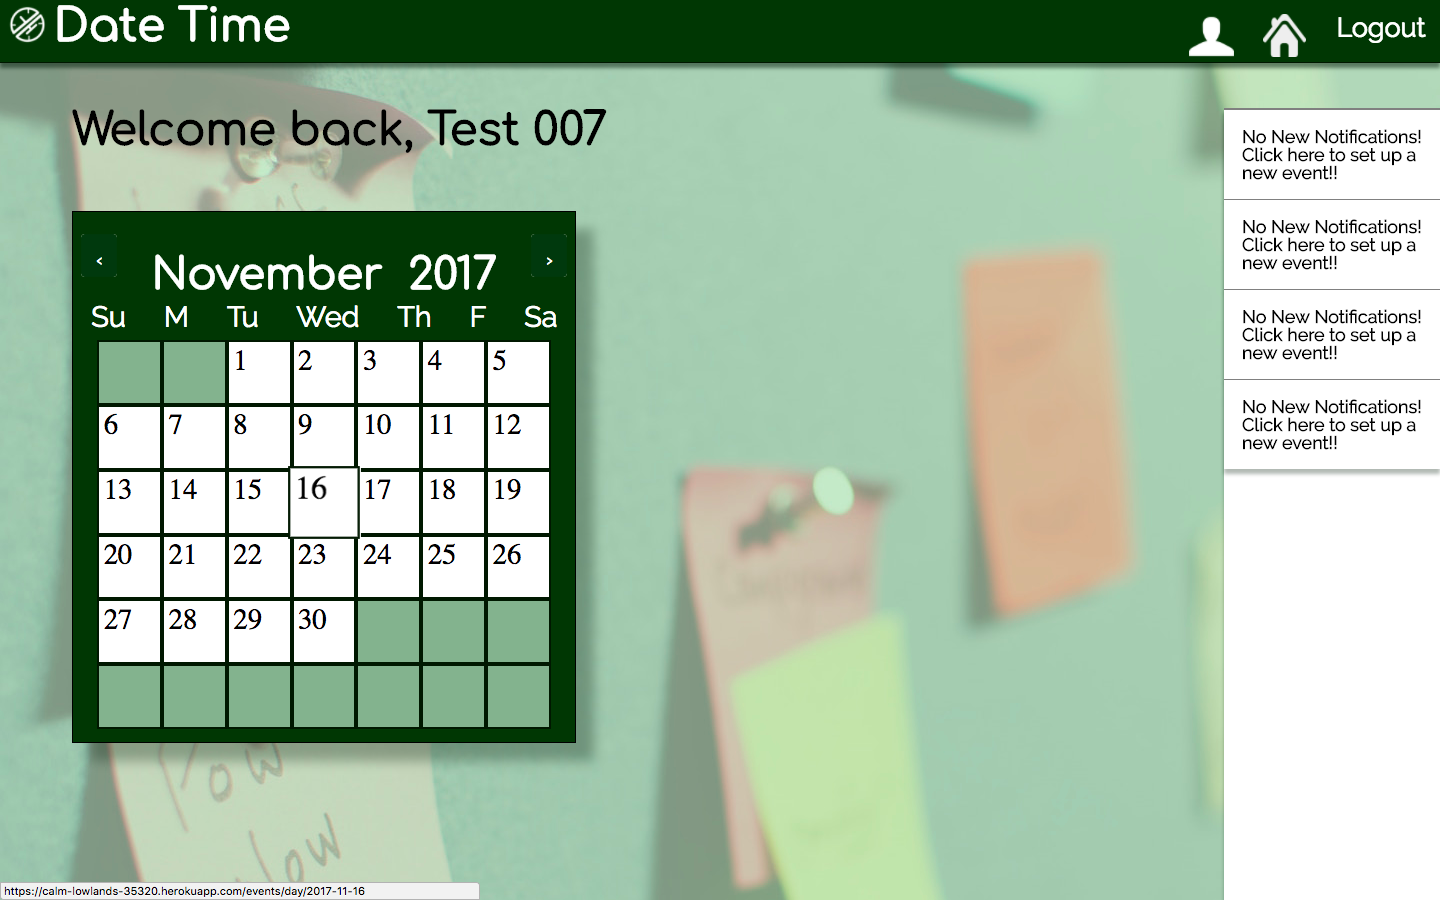 Date Time
Logout
Welcome back, Test 007
‹
›
November 2017
Su M Tu Wed Th F Sa
1 2 3 4 5
6 7 8 9 10 11 12
13 14 15 16 17 18 19
20 21 22 23 24 25 26
27 28 29 30
No New Notifications!
Click here to set up a
new event!!
No New Notifications!
Click here to set up a
new event!!
No New Notifications!
Click here to set up a
new event!!
No New Notifications!
Click here to set up a
new event!!
Pow
low
https://calm-lowlands-35320.herokuapp.com/events/day/2017-11-16